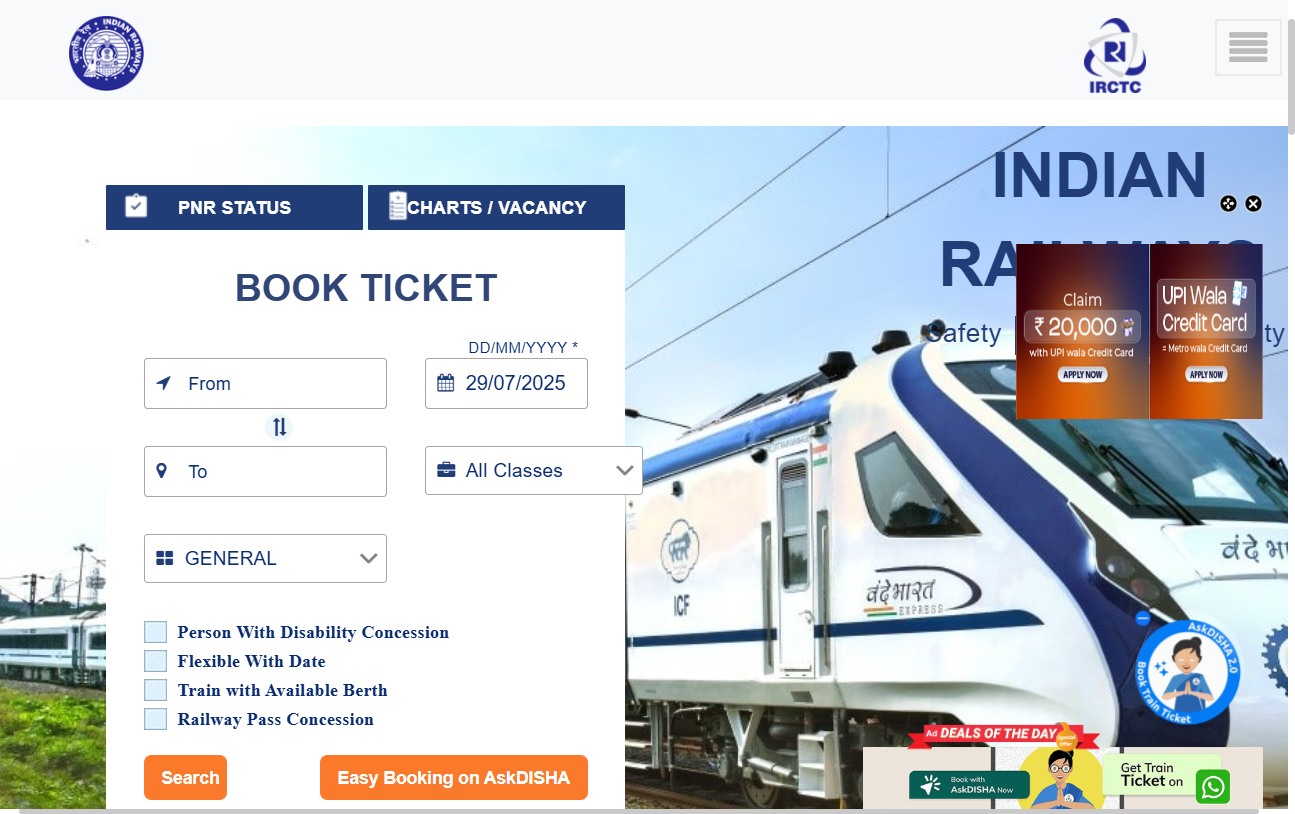 भारतीय रेल INDIAN RAILWAYS
IRCTC
INDIAN
PNR STATUS
CHARTS / VACANCY
BOOK TICKET
Claim
₹ 20,000
with UPI wala Credit Card
APPLY NOW
UPI Wala
Credit Card
= Metro wala Credit Card
APPLY NOW
Safety
DD/MM/YYYY *
From
29/07/2025
To
All Classes
GENERAL
ICF
वंदे भारत
EXPRESS
Person With Disability Concession
Flexible With Date
Train with Available Berth
Railway Pass Concession
AskDISHA 2.0
Book Train Ticket
Search
Easy Booking on AskDISHA
Ad DEALS OF THE DAY
Special
Offer
Book with
AskDISHA Now
Get Train
Ticket on